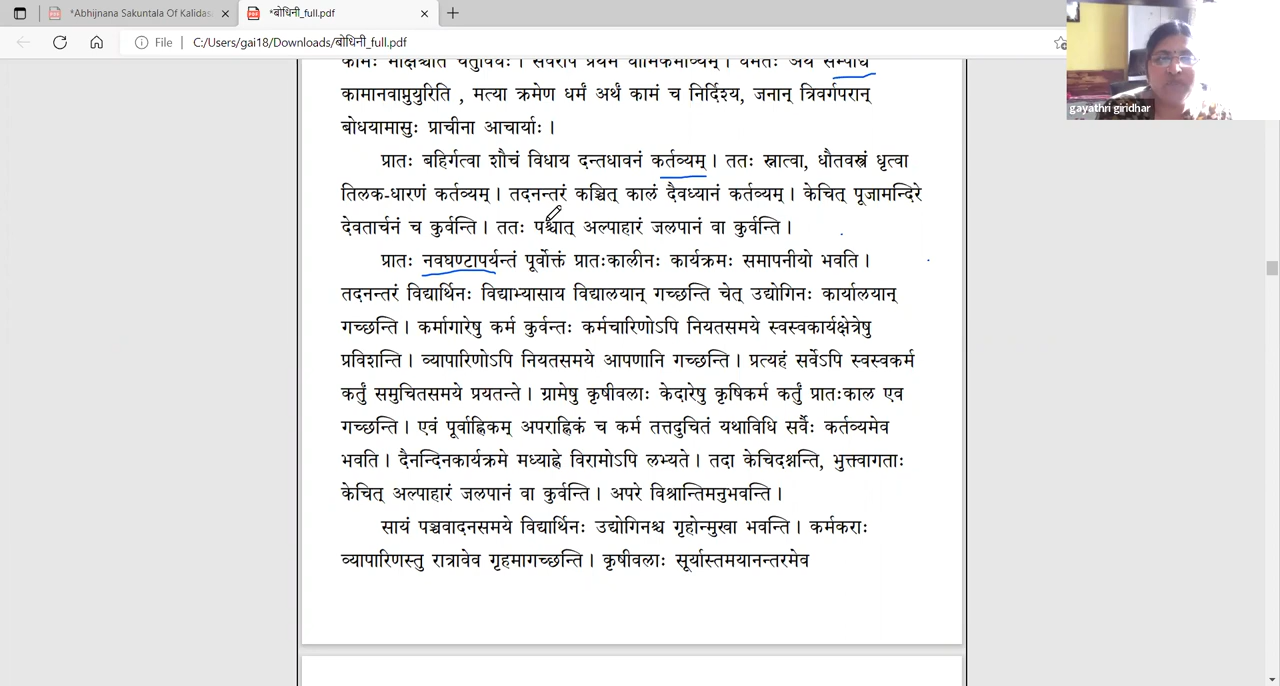 *Abhijnana Sakuntala Of Kalidas
*बोधिनी_full.pdf
File | C:/Users/gai18/Downloads/बोधिनी_full.pdf
gayathri giridhar
कामानवाप्नुयुरिति , मत्या क्रमेण धर्मं अर्थं कामं च निर्दिश्य, जनान् त्रिवर्गपरान्
बोधयामासुः प्राचीना आचार्याः ।
प्रातः बहिर्गत्वा शौचं विधाय दन्तधावनं कर्तव्यम् । ततः स्नात्वा, धौतवस्त्रं धृत्वा
तिलक-धारणं कर्तव्यम् । तदनन्तरं कञ्चित् कालं दैवध्यानं कर्तव्यम् । केचित् पूजामन्दिरे
देवतार्चनं च कुर्वन्ति । ततः पश्चात् अल्पाहारं जलपानं वा कुर्वन्ति ।
प्रातः नवघण्टापर्यन्तं पूर्वोक्तं प्रातःकालीनः कार्यक्रमः समापनीयो भवति ।
तदनन्तरं विद्यार्थिनः विद्याभ्यासाय विद्यालयान् गच्छन्ति चेत् उद्योगिनः कार्यालयान्
गच्छन्ति । कर्मागारेषु कर्म कुर्वन्तः कर्मचारिणोऽपि नियतसमये स्वस्वकार्यक्षेत्रेषु
प्रविशन्ति । व्यापारिणोऽपि नियतसमये आपणानि गच्छन्ति । प्रत्यहं सर्वेऽपि स्वस्वकर्म
कर्तुं समुचितसमये प्रयतन्ते । ग्रामेषु कृषीवलाः केदारेषु कृषिकर्म कर्तुं प्रातःकाल एव
गच्छन्ति । एवं पूर्वाह्निकम् अपराह्निकं च कर्म तत्तदुचितं यथाविधि सर्वैः कर्तव्यमेव
भवति । दैनन्दिनकार्यक्रमे मध्याह्ने विरामोऽपि लभ्यते । तदा केचिदश्नन्ति, भुक्त्वागताः
केचित् अल्पाहारं जलपानं वा कुर्वन्ति । अपरे विश्रान्तिमनुभवन्ति ।
सायं पञ्चवादनसमये विद्यार्थिनः उद्योगिनश्च गृहोन्मुखा भवन्ति । कर्मकराः
व्यापारिणस्तु रात्रावेव गृहमागच्छन्ति । कृषीवलाः सूर्यास्तमयानन्तरमेव